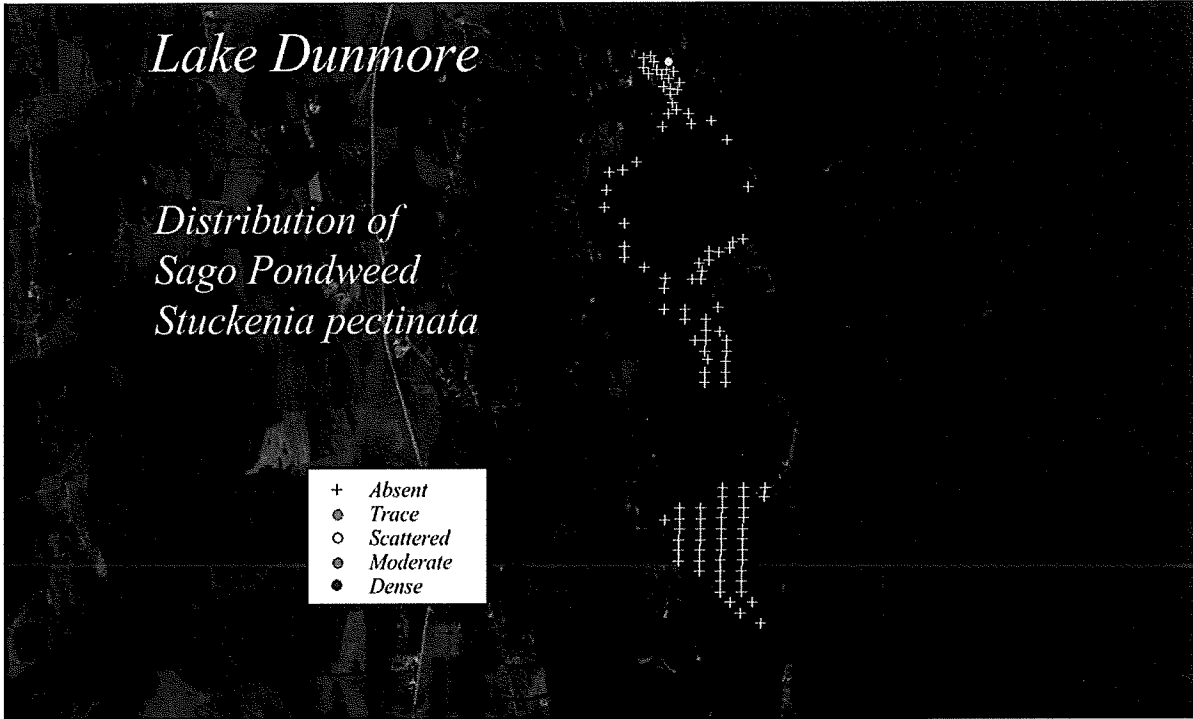 Lake Dunmore
Distribution of
Sago Pondweed
Stuckenia pectinata
Absent
Trace
Scattered
Moderate
Dense